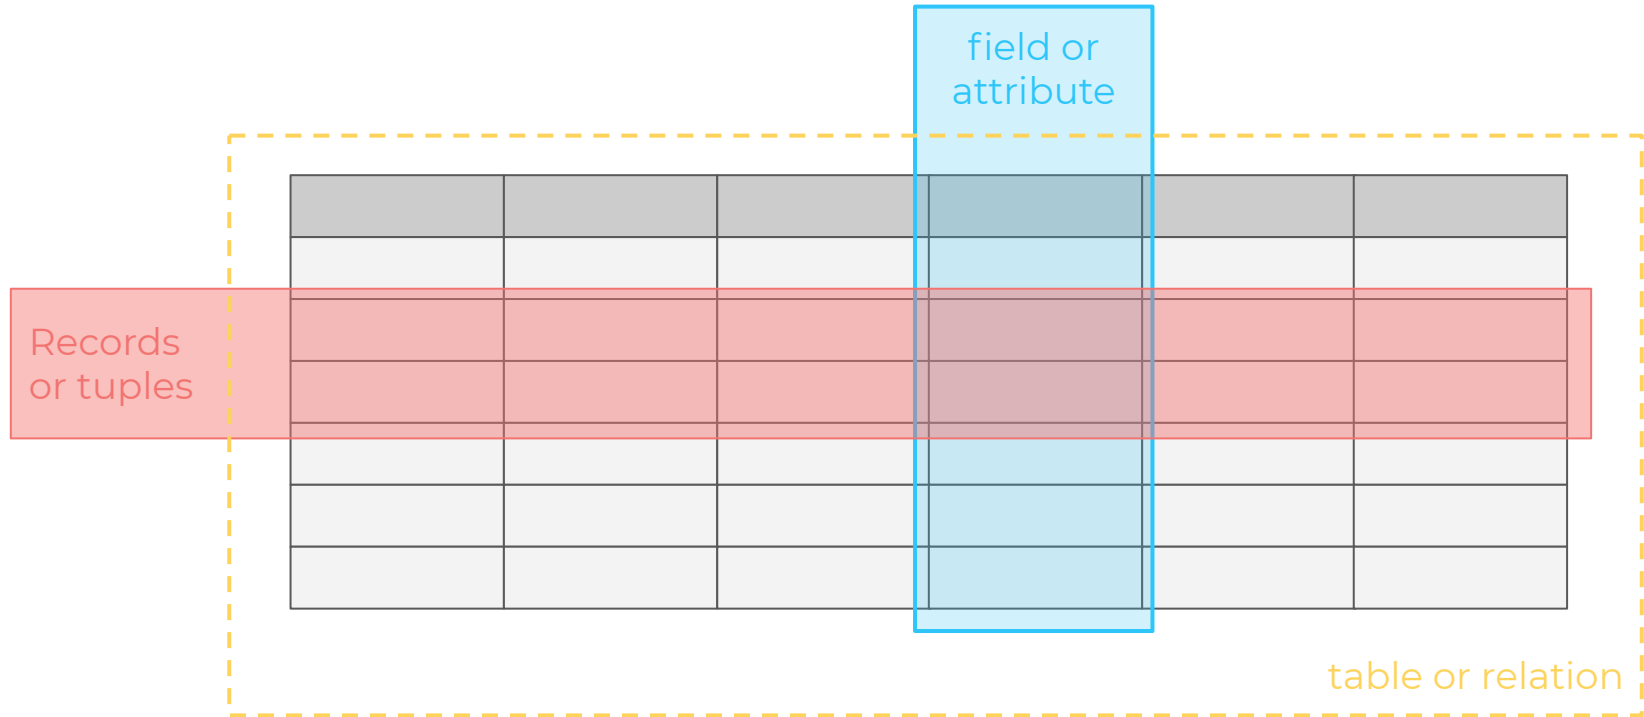 field or
attribute
Records
or tuples
table or relation